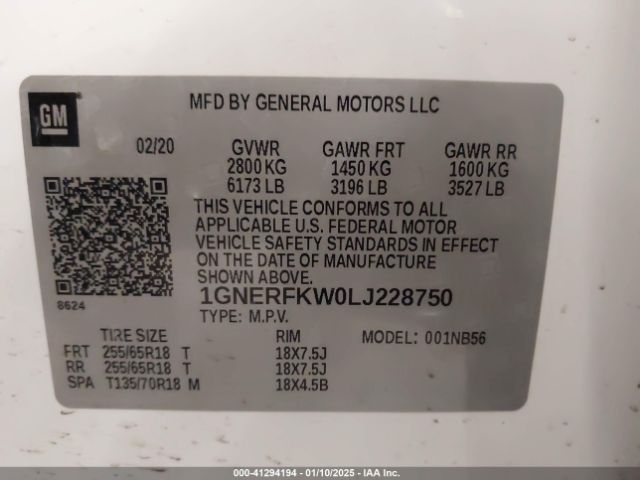 GM
MFD BY GENERAL MOTORS LLC
02/20 GVWR GAWR FRT GAWR RR
2800 KG 1450 KG 1600 KG
6173 LB 3196 LB 3527 LB
THIS VEHICLE CONFORMS TO ALL
APPLICABLE U.S. FEDERAL MOTOR
VEHICLE SAFETY STANDARDS IN EFFECT
ON THE DATE OF MANUFACTURE
SHOWN ABOVE.
8624
1GNERFKW0LJ228750
TYPE: M.P.V.
TIRE SIZE RIM MODEL: 001NB56
FRT 255/65R18 T 18X7.5J
RR 255/65R18 T 18X7.5J
SPA T135/70R18 M 18X4.5B
000-41294194 - 01/10/2025 - IAA Inc.